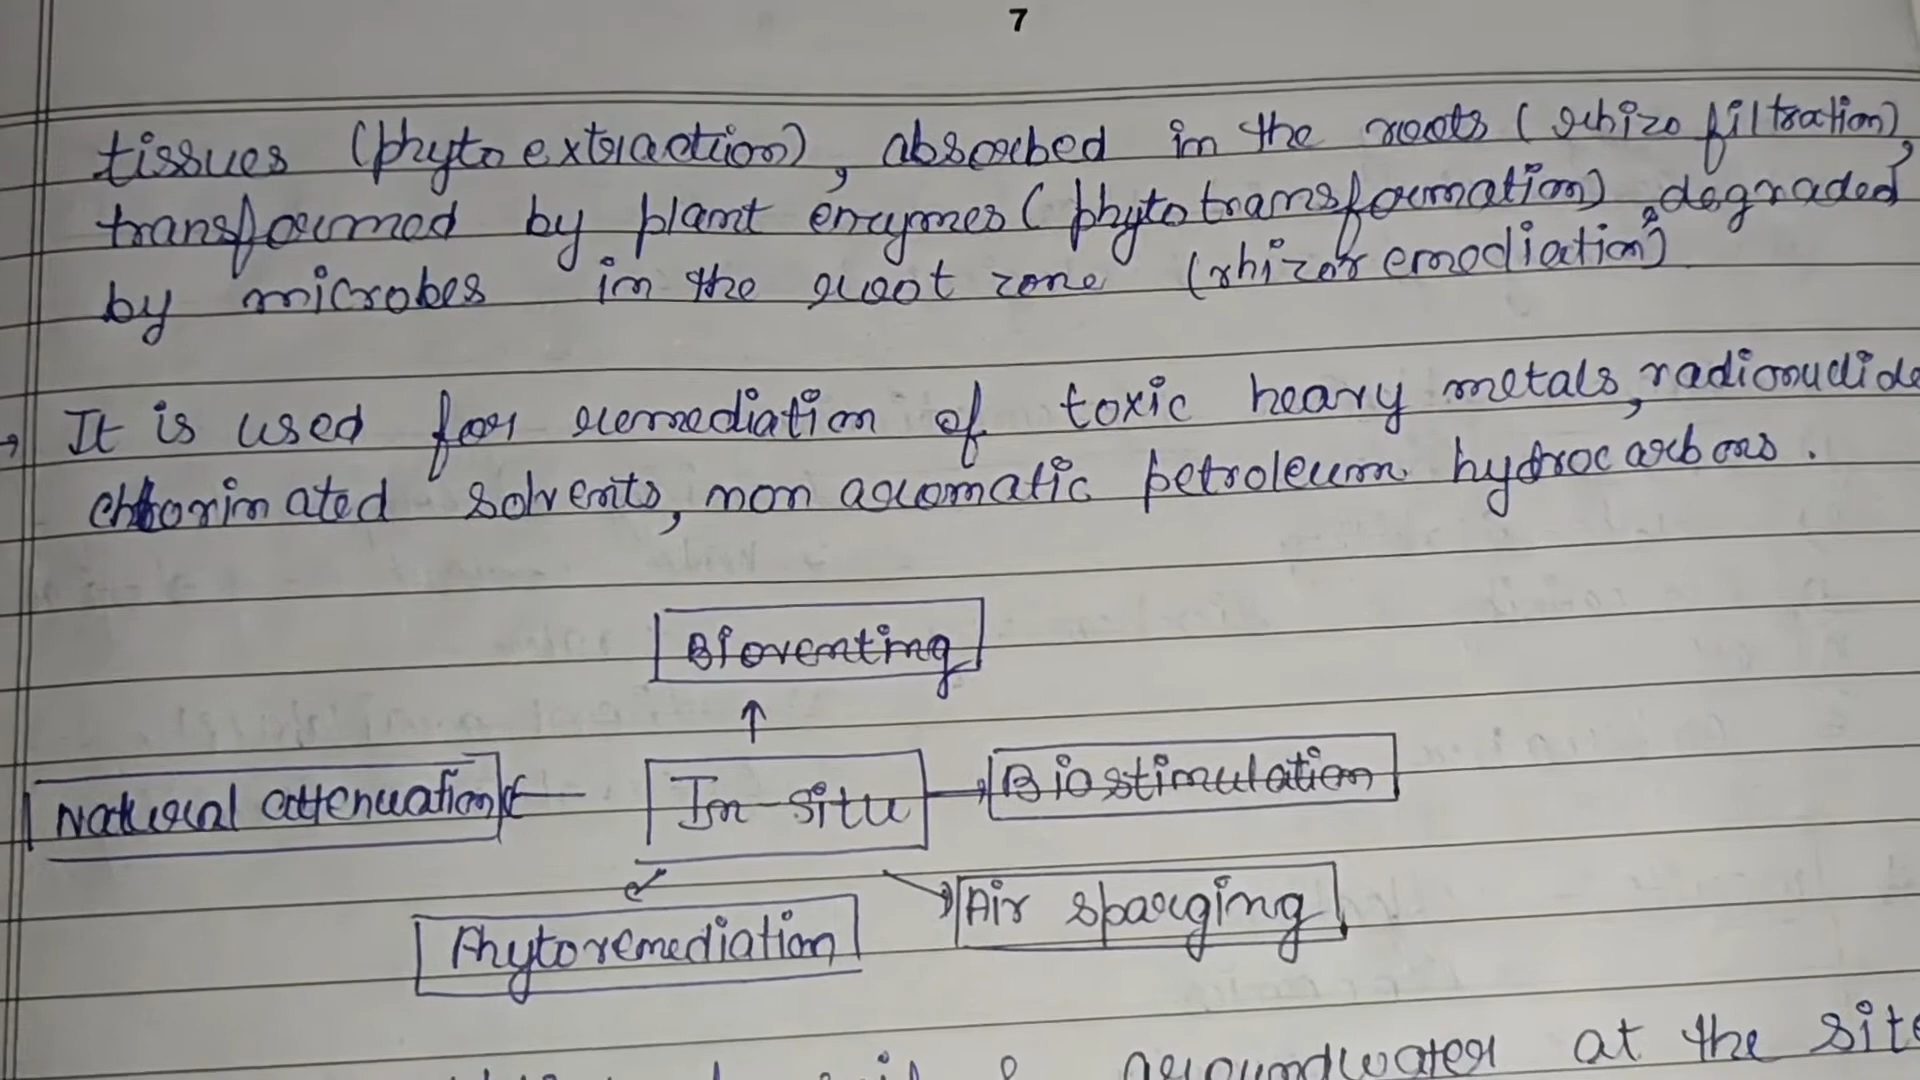 7
tissues (phytoextraction), absorbed in the roots (rhizofiltration),
transformed by plant enzymes (phytotransformation), degraded
by microbes in the root zone (rhizoremediation)
→ It is used for remediation of toxic heavy metals, radionuclide
chlorinated solvents, non aromatic petroleum hydrocarbons.
Bioventing
↑
Natural attenuation ← In-situ → Biostimulation
Phytoremediation Air sparging
groundwater at the site